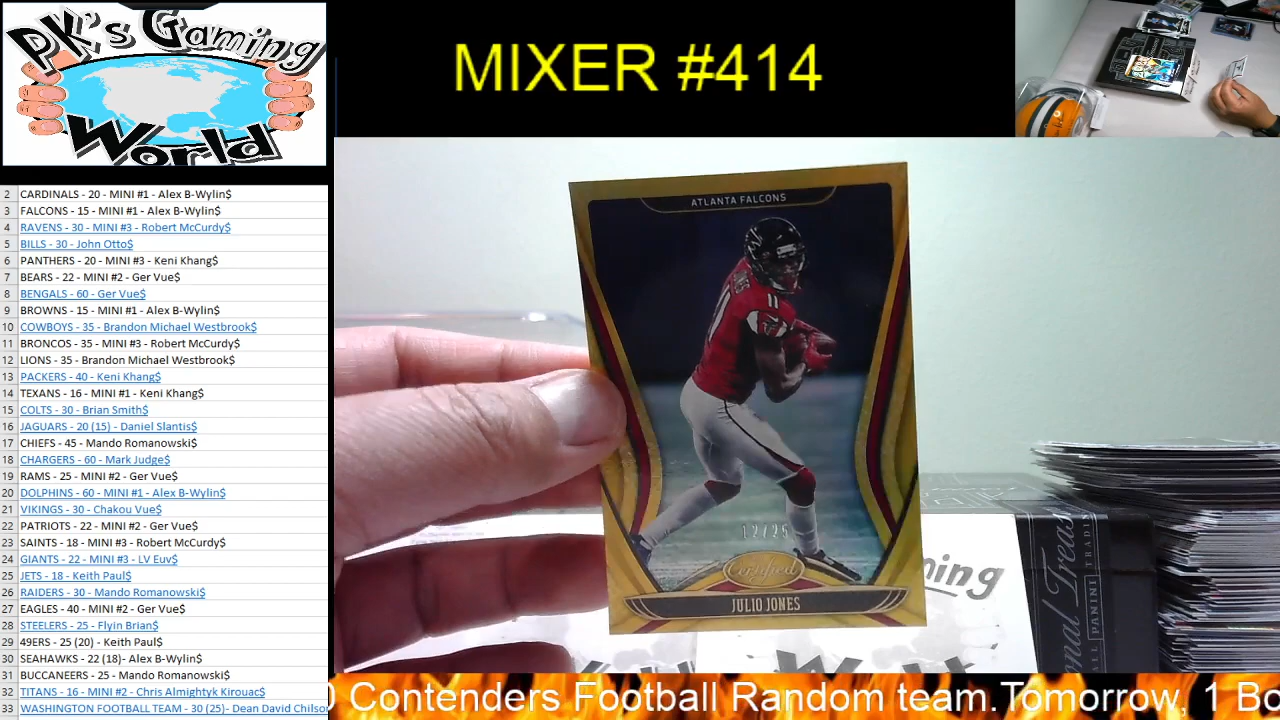 PK's Gaming
World
MIXER #414
2 CARDINALS - 20 - MINI #1 - Alex B-Wylin$
3 FALCONS - 15 - MINI #1 - Alex B-Wylin$
4 RAVENS - 30 - MINI #3 - Robert McCurdy$
5 BILLS - 30 - John Otto$
6 PANTHERS - 20 - MINI #3 - Keni Khang$
7 BEARS - 22 - MINI #2 - Ger Vue$
8 BENGALS - 60 - Ger Vue$
9 BROWNS - 15 - MINI #1 - Alex B-Wylin$
10 COWBOYS - 35 - Brandon Michael Westbrook$
11 BRONCOS - 35 - MINI #3 - Robert McCurdy$
12 LIONS - 35 - Brandon Michael Westbrook$
13 PACKERS - 40 - Keni Khang$
14 TEXANS - 16 - MINI #1 - Keni Khang$
15 COLTS - 30 - Brian Smith$
16 JAGUARS - 20 (15) - Daniel Slantis$
17 CHIEFS - 45 - Mando Romanowski$
18 CHARGERS - 60 - Mark Judge$
19 RAMS - 25 - MINI #2 - Ger Vue$
20 DOLPHINS - 60 - MINI #1 - Alex B-Wylin$
21 VIKINGS - 30 - Chakou Vue$
22 PATRIOTS - 22 - MINI #2 - Ger Vue$
23 SAINTS - 18 - MINI #3 - Robert McCurdy$
24 GIANTS - 22 - MINI #3 - LV Euv$
25 JETS - 18 - Keith Paul$
26 RAIDERS - 30 - Mando Romanowski$
27 EAGLES - 40 - MINI #2 - Ger Vue$
28 STEELERS - 25 - Flyin Brian$
29 49ERS - 25 (20) - Keith Paul$
30 SEAHAWKS - 22 (18)- Alex B-Wylin$
31 BUCCANEERS - 25 - Mando Romanowski$
32 TITANS - 16 - MINI #2 - Chris Almightyk Kirouac$
33 WASHINGTON FOOTBALL TEAM - 30 (25)- Dean David Chilso
ATLANTA FALCONS
11
12/25
Certified
JULIO JONES
ing
onal Treas
PANINI
0 Contenders Football Random team.Tomorrow, 1 Bo